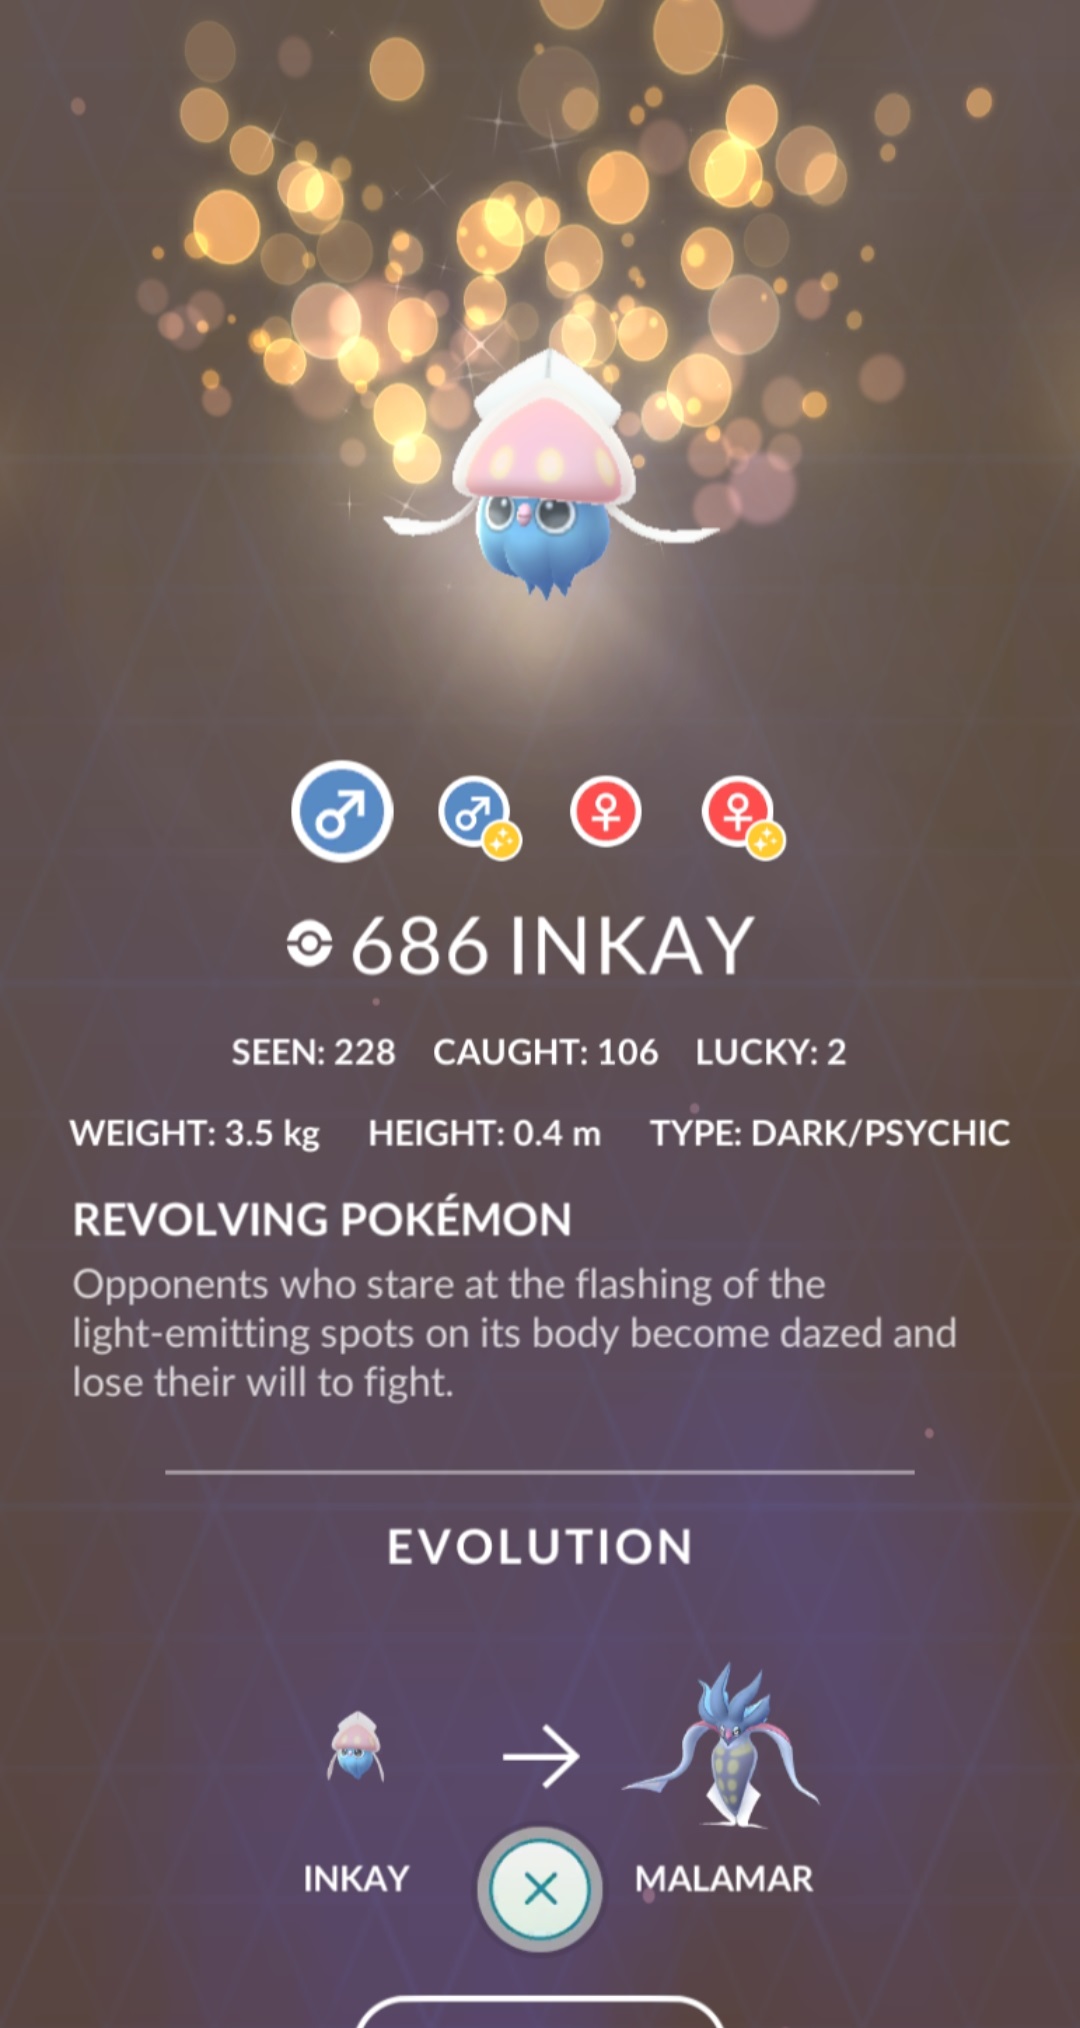 686 INKAY
SEEN: 228 CAUGHT: 106 LUCKY: 2
WEIGHT: 3.5 kg HEIGHT: 0.4 m TYPE: DARK/PSYCHIC
REVOLVING POKÉMON
Opponents who stare at the flashing of the
light-emitting spots on its body become dazed and
lose their will to fight.
EVOLUTION
INKAY MALAMAR